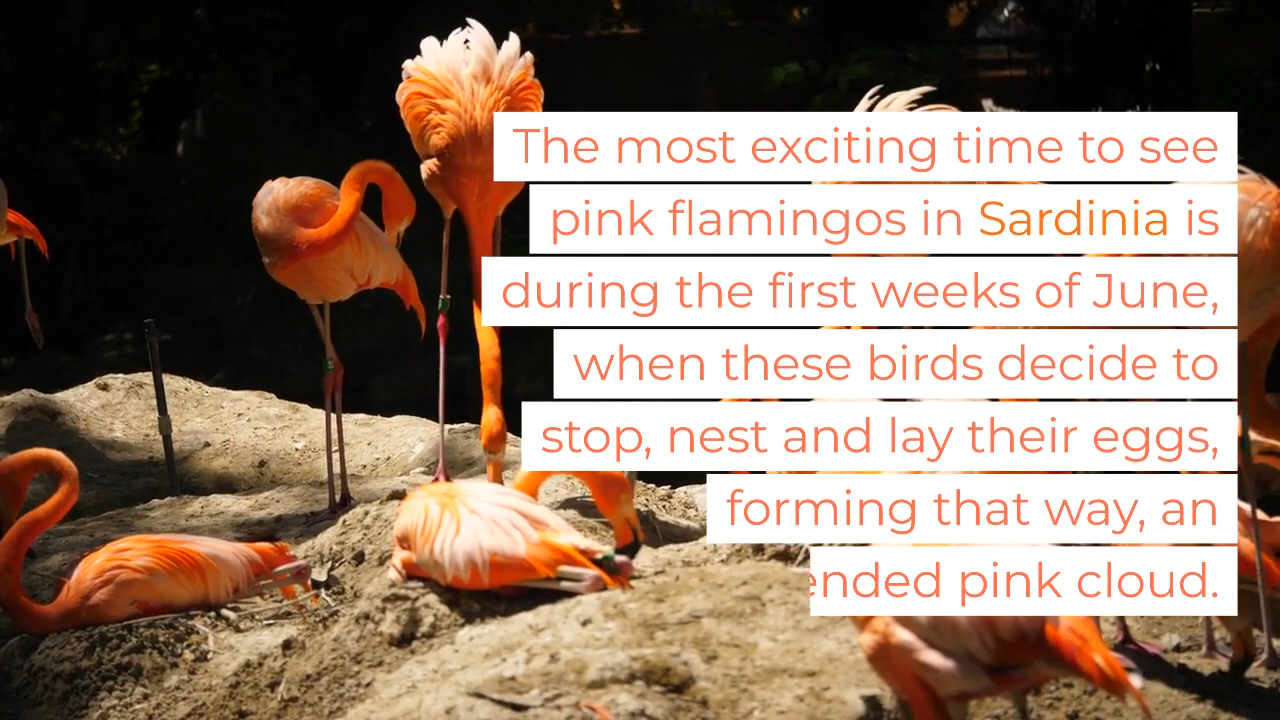 The most exciting time to see
pink flamingos in Sardinia is
during the first weeks of June,
when these birds decide to
stop, nest and lay their eggs,
forming that way, an
nded pink cloud.